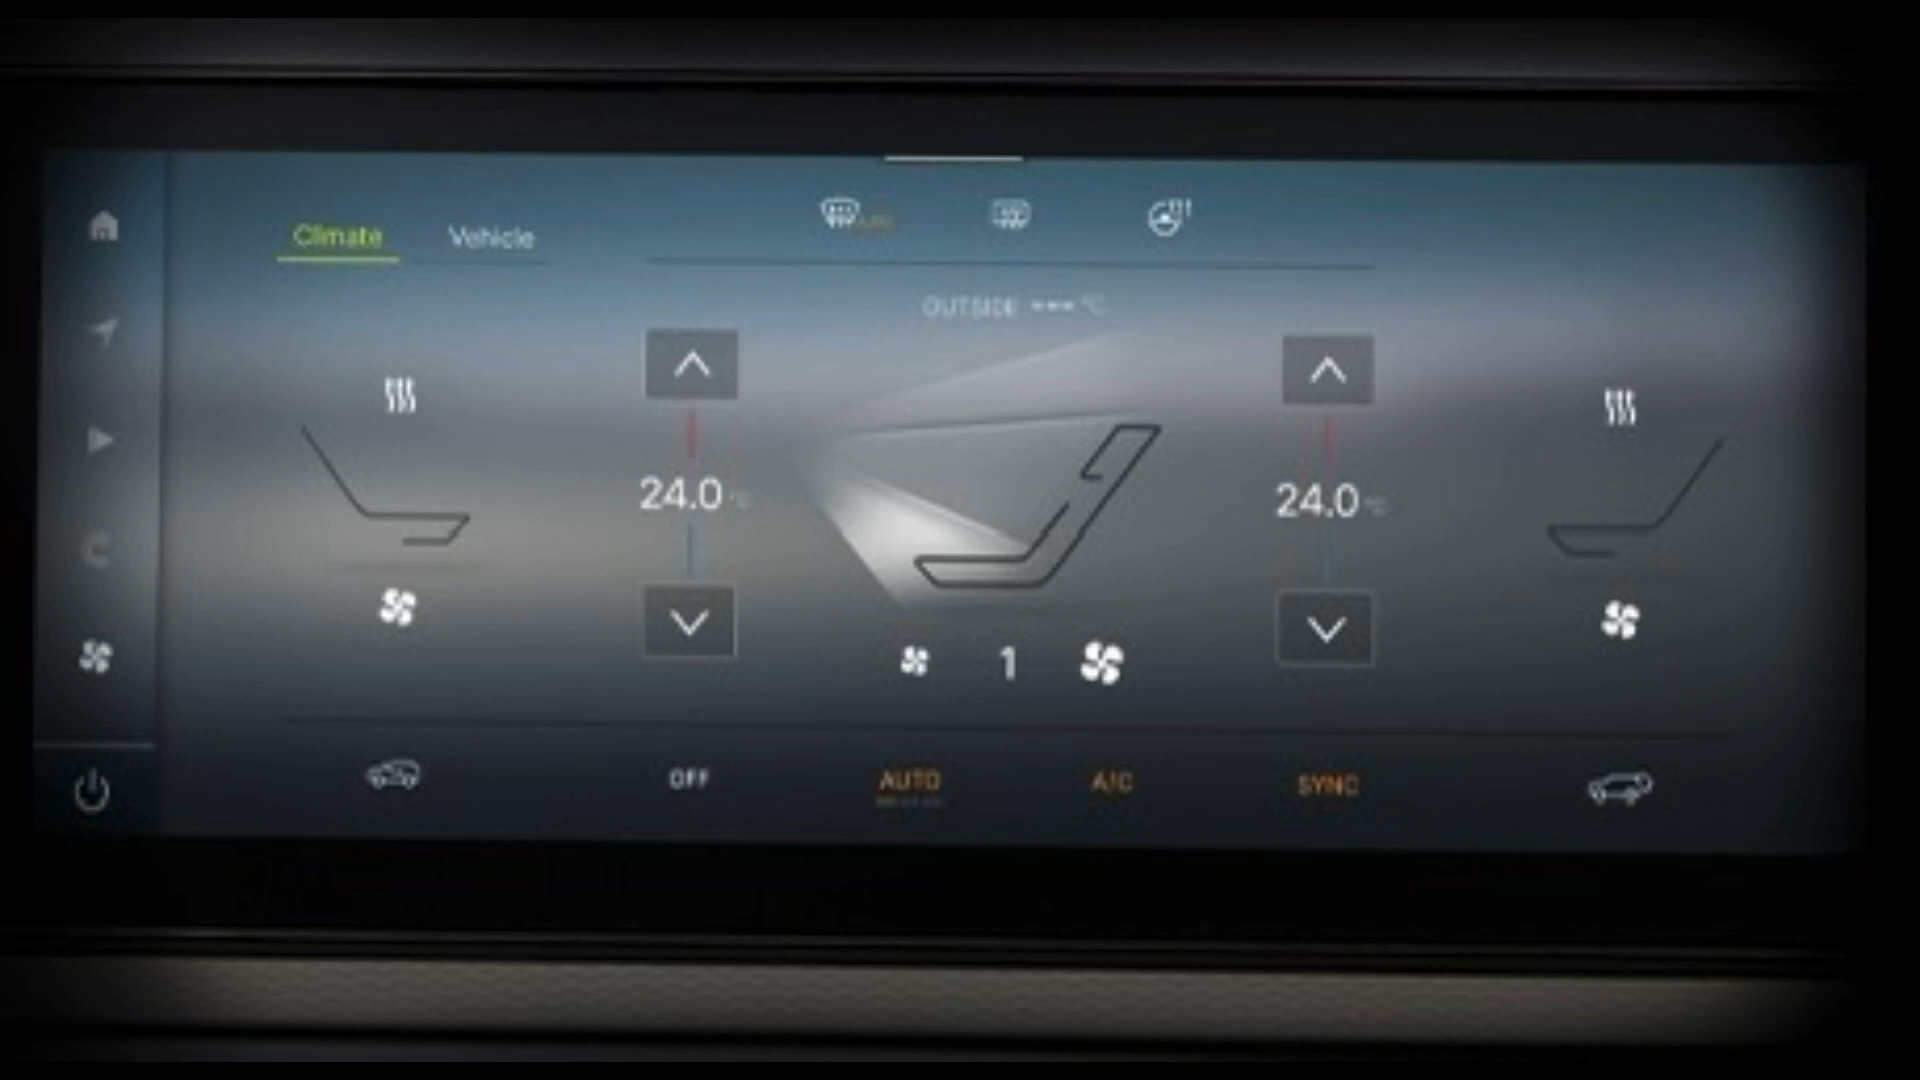 Climate Vehicle
OUTSIDE --- °C
24.0 °C
24.0 °C
1
OFF AUTO A/C SYNC